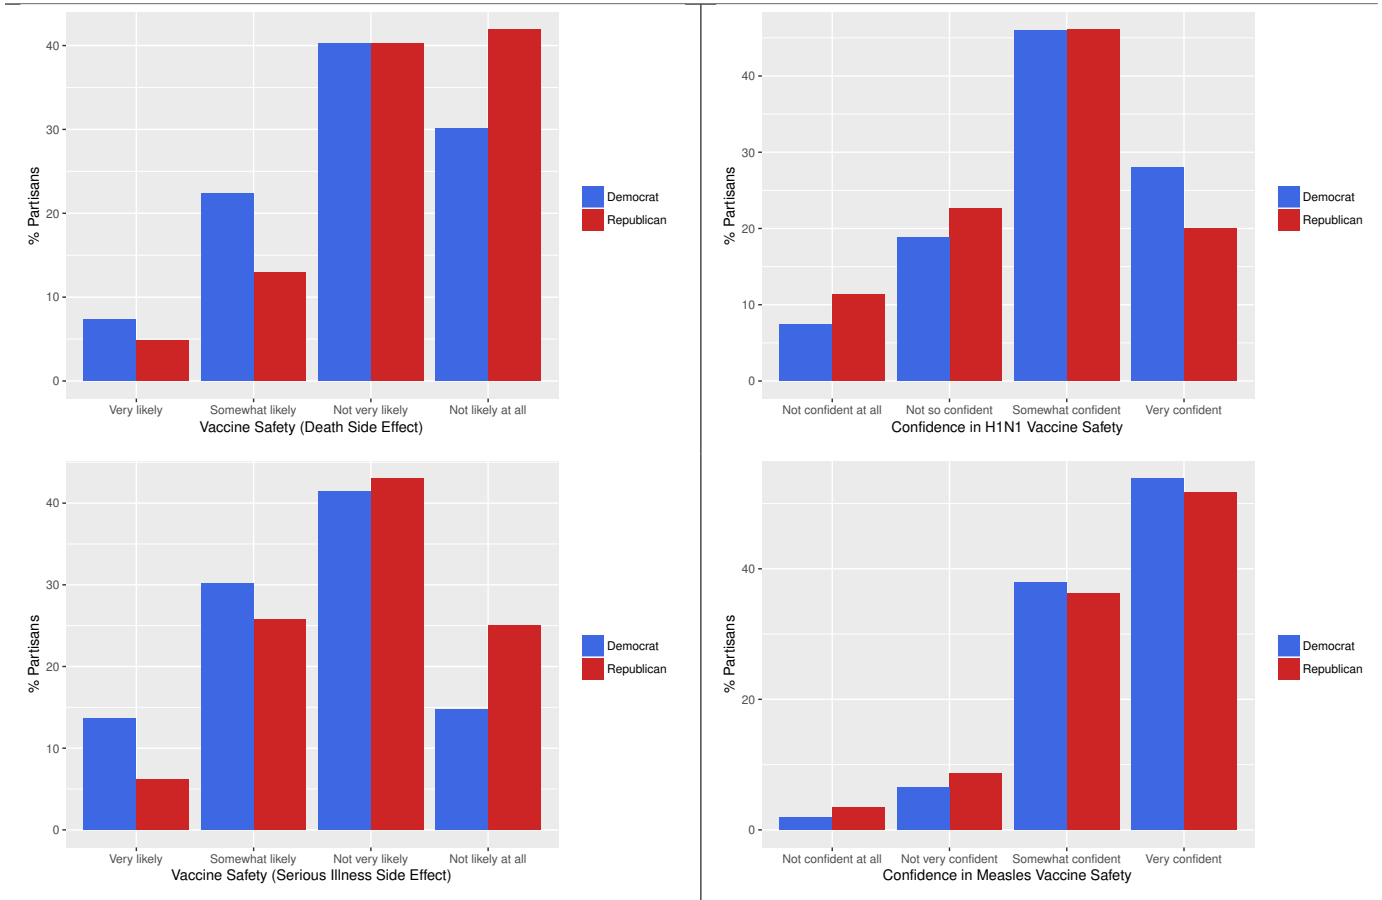 40
30
20
10
0
% Partisans
Very likely
Somewhat likely
Not very likely
Not likely at all
Vaccine Safety (Death Side Effect)
Democrat
Republican
40
30
20
10
0
% Partisans
Not confident at all
Not so confident
Somewhat confident
Very confident
Confidence in H1N1 Vaccine Safety
Democrat
Republican
40
30
20
10
0
% Partisans
Very likely
Somewhat likely
Not very likely
Not likely at all
Vaccine Safety (Serious Illness Side Effect)
Democrat
Republican
40
20
0
% Partisans
Not confident at all
Not very confident
Somewhat confident
Very confident
Confidence in Measles Vaccine Safety
Democrat
Republican